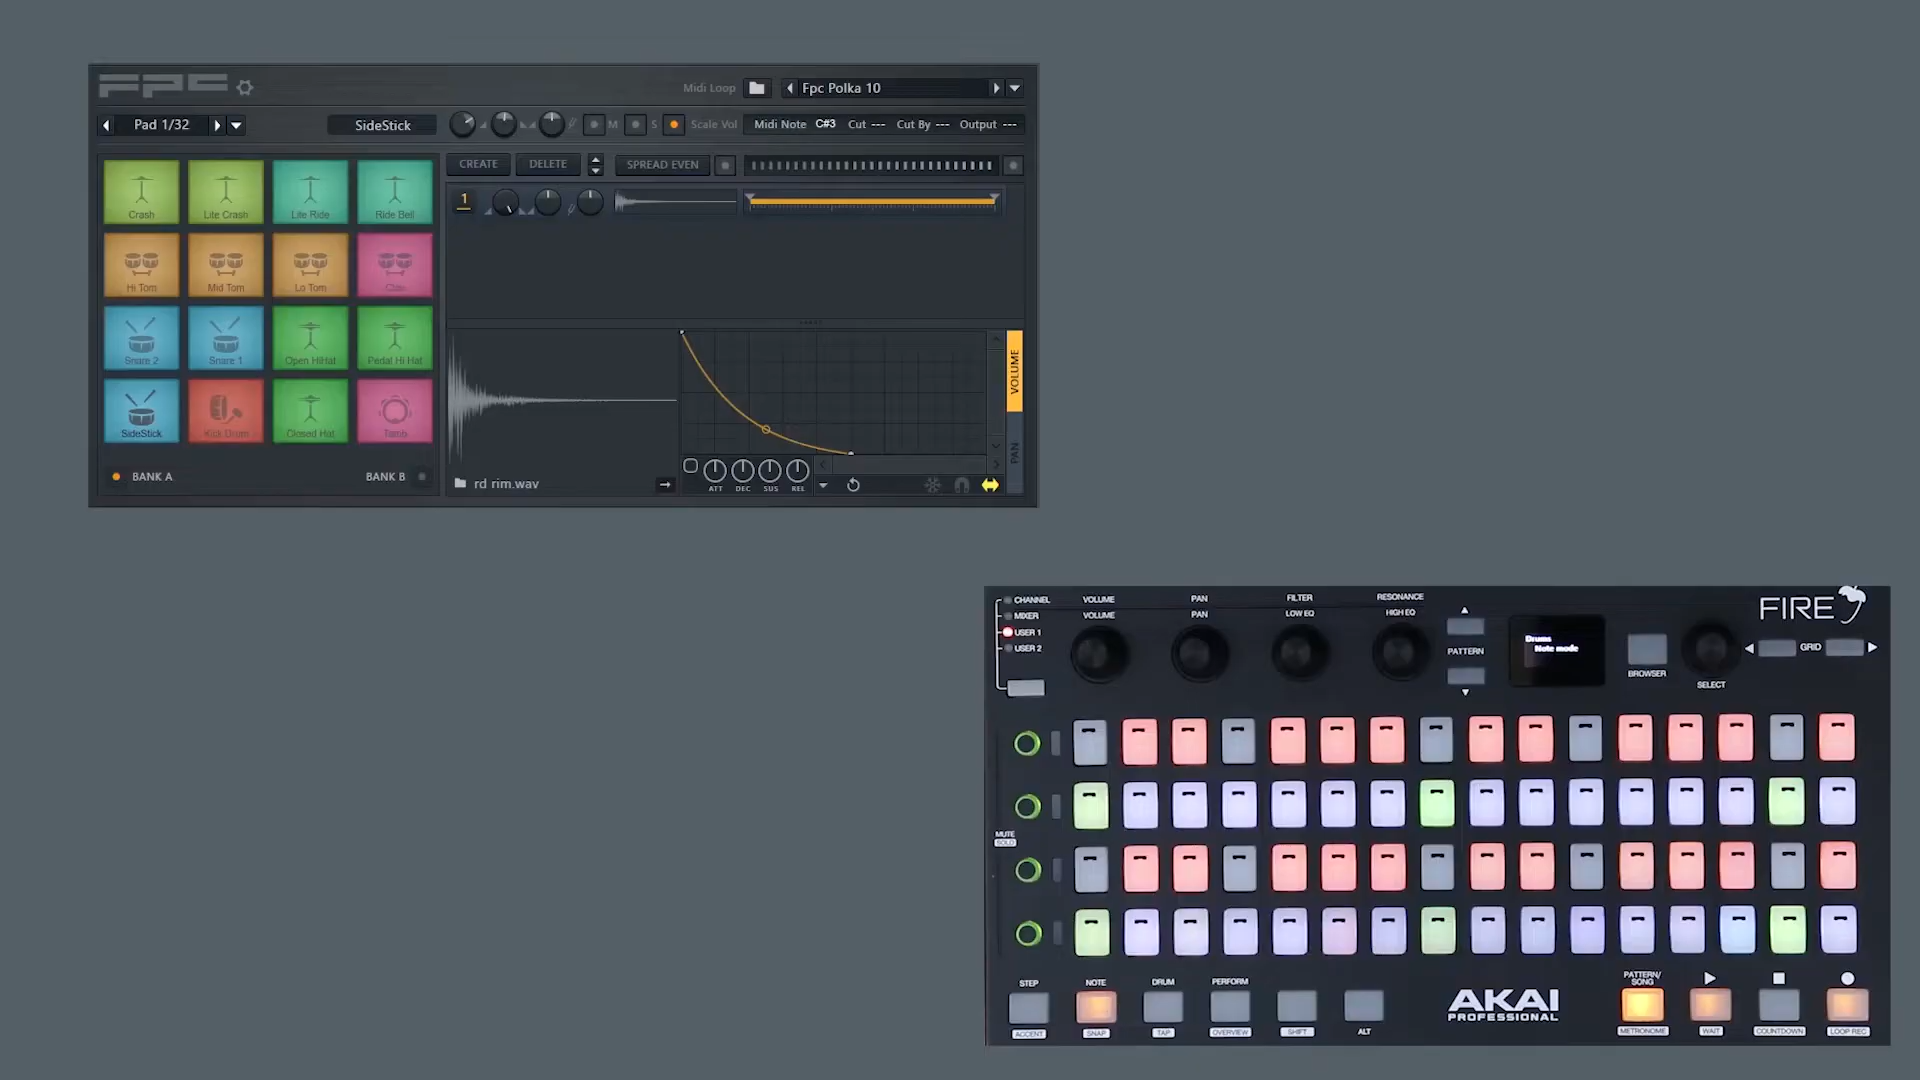 FPC
Midi Loop
Fpc Polka 10
Pad 1/32
SideStick
M
S
Scale Vol
Midi Note C#3 Cut --- Cut By --- Output ---
CREATE
DELETE
SPREAD EVEN
1
Crash
Lite Crash
Lite Ride
Ride Bell
Hi Tom
Mid Tom
Lo Tom
Clap
Snare 2
Snare 1
Open HiHat
Pedal Hi Hat
SideStick
Kick Drum
Closed Hat
Tamb
BANK A
BANK B
rd rim.wav
ATT
DEC
SUS
REL
VOLUME
PAN
CHANNEL
MIXER
USER 1
USER 2
VOLUME
VOLUME
PAN
PAN
FILTER
LOW EQ
RESONANCE
HIGH EQ
PATTERN
Drums
Note mode
BROWSER
SELECT
GRID
FIRE
MUTE
SOLO
STEP
ACCENT
NOTE
SNAP
DRUM
TAP
PERFORM
OVERVIEW
SHIFT
ALT
AKAI
PROFESSIONAL
PATTERN/
SONG
METRONOME
WAIT
COUNTDOWN
LOOP REC